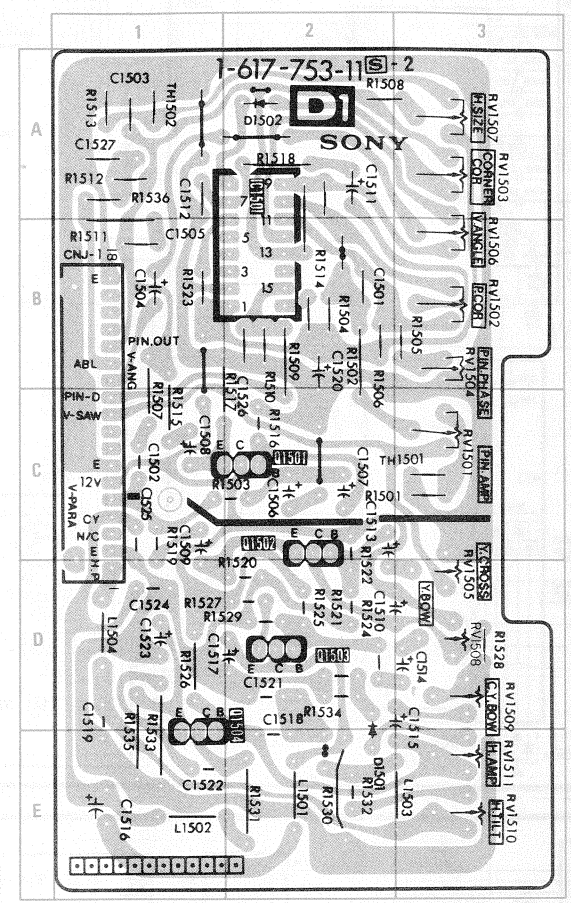 1 2 3
A
B
C
D
E
1-617-753-11 S - 2
D1
SONY
C1503
R1513
TH1502
D1502
R1508
H.SIZE
RV1507
C1527
R1518
CORNER COR
RV1503
R1512
R1536
C1512
C1511
7
9
11
5
13
3
15
1
R1511
C1505
V.ANGLE
RV1506
CNJ-1
18
E
C1504
R1523
R1514
C1501
P.COR
RV1502
R1504
R1505
PIN.OUT
V-ANG
ABL
PIN-D
V-SAW
R1507
R1515
R1517
C1526
R1510
R1509
C1520
R1502
R1506
PIN.PHASE
RV1504
C1508
R1516
E C B
Q1501
C1502
E
12V
V-PARA
CY
N/C
E
H.P
C1525
R1503
C1506
C1507
TH1501
R1501
RV1501
PIN.AMP
C1509
R1519
Q1502
E C B
C1513
R1520
R1522
Y.CROSS
RV1505
C1524
R1527
R1529
R1525
R1521
R1524
C1510
Y.BOW
L1504
C1523
R1526
C1517
E C B
Q1503
C1514
RV1508
R1528
C1521
C1519
R1535
R1533
E C B
Q1504
C1518
R1534
C1515
C.Y.BOW
RV1509
C1522
D1501
H.AMP
RV1511
C1516
L1502
R1531
L1501
R1530
R1532
L1503
H.TILT
RV1510